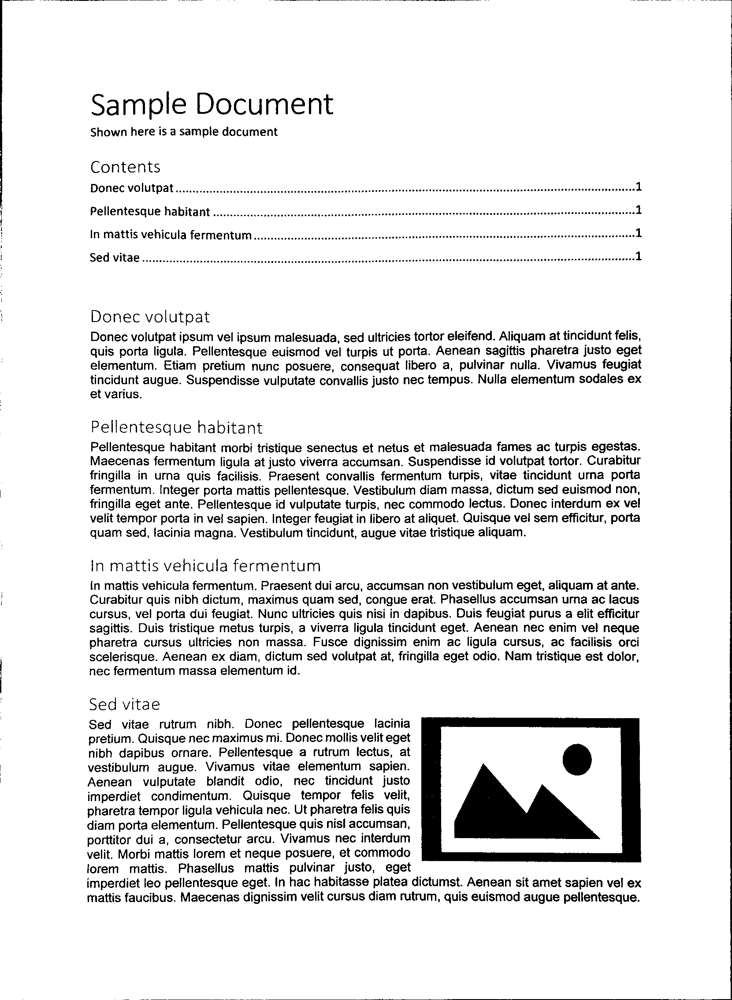 Sample Document
Shown here is a sample document
Contents
Donec volutpat........................................................................................................1
Pellentesque habitant ........................................................................................................1
In mattis vehicula fermentum........................................................................................................1
Sed vitae ........................................................................................................1
Donec volutpat
Donec volutpat ipsum vel ipsum malesuada, sed ultricies tortor eleifend. Aliquam at tincidunt felis,
quis porta ligula. Pellentesque euismod vel turpis ut porta. Aenean sagittis pharetra justo eget
elementum. Etiam pretium nunc posuere, consequat libero a, pulvinar nulla. Vivamus feugiat
tincidunt augue. Suspendisse vulputate convallis justo nec tempus. Nulla elementum sodales ex
et varius.
Pellentesque habitant
Pellentesque habitant morbi tristique senectus et netus et malesuada fames ac turpis egestas.
Maecenas fermentum ligula at justo viverra accumsan. Suspendisse id volutpat tortor. Curabitur
fringilla in urna quis facilisis. Praesent convallis fermentum turpis, vitae tincidunt urna porta
fermentum. Integer porta mattis pellentesque. Vestibulum diam massa, dictum sed euismod non,
fringilla eget ante. Pellentesque id vulputate turpis, nec commodo lectus. Donec interdum ex vel
velit tempor porta in vel sapien. Integer feugiat in libero at aliquet. Quisque vel sem efficitur, porta
quam sed, lacinia magna. Vestibulum tincidunt, augue vitae tristique aliquam.
In mattis vehicula fermentum
In mattis vehicula fermentum. Praesent dui arcu, accumsan non vestibulum eget, aliquam at ante.
Curabitur quis nibh dictum, maximus quam sed, congue erat. Phasellus accumsan urna ac lacus
cursus, vel porta dui feugiat. Nunc ultricies quis nisi in dapibus. Duis feugiat purus a elit efficitur
sagittis. Duis tristique metus turpis, a viverra ligula tincidunt eget. Aenean nec enim vel neque
pharetra cursus ultricies non massa. Fusce dignissim enim ac ligula cursus, ac facilisis orci
scelerisque. Aenean ex diam, dictum sed volutpat at, fringilla eget odio. Nam tristique est dolor,
nec fermentum massa elementum id.
Sed vitae
Sed vitae rutrum nibh. Donec pellentesque lacinia
pretium. Quisque nec maximus mi. Donec mollis velit eget
nibh dapibus ornare. Pellentesque a rutrum lectus, at
vestibulum augue. Vivamus vitae elementum sapien.
Aenean vulputate blandit odio, nec tincidunt justo
imperdiet condimentum. Quisque tempor felis velit,
pharetra tempor ligula vehicula nec. Ut pharetra felis quis
diam porta elementum. Pellentesque quis nisl accumsan,
porttitor dui a, consectetur arcu. Vivamus nec interdum
velit. Morbi mattis lorem et neque posuere, et commodo
lorem mattis. Phasellus mattis pulvinar justo, eget
imperdiet leo pellentesque eget. In hac habitasse platea dictumst. Aenean sit amet sapien vel ex
mattis faucibus. Maecenas dignissim velit cursus diam rutrum, quis euismod augue pellentesque.